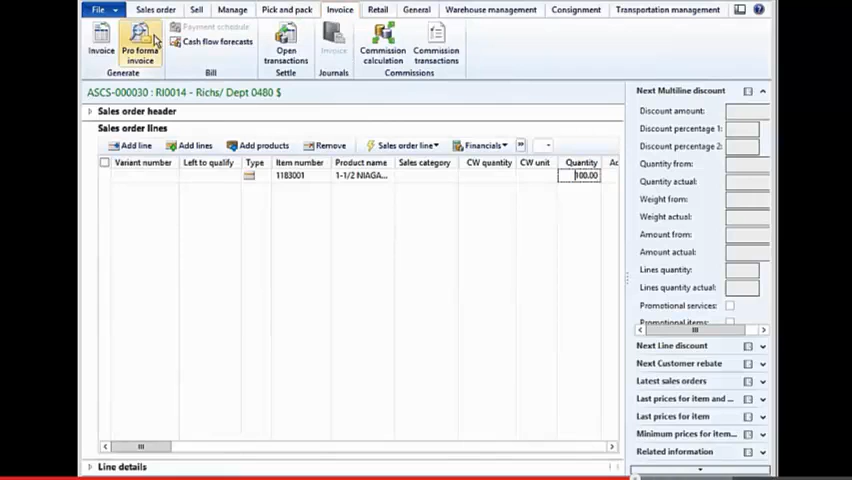 File Sales order Sell Manage Pick and pack Invoice Retail General Warehouse management Consignment Transportation management
Invoice Pro forma invoice Payment schedule Cash flow forecasts Open transactions Invoice Commission calculation Commission transactions
Generate Bill Settle Journals Commissions
ASCS-000030 : RI0014 - Richs/ Dept 0480 $
Sales order header
Sales order lines
Add line Add lines Add products Remove Sales order line Financials »
Variant number Left to qualify Type Item number Product name Sales category CW quantity CW unit Quantity Ac
1183001 1-1/2 NIAGA... 100.00
Line details
Next Multiline discount
Discount amount:
Discount percentage 1:
Discount percentage 2:
Quantity from:
Quantity actual:
Weight from:
Weight actual:
Amount from:
Amount actual:
Lines quantity:
Lines quantity actual:
Promotional services:
Promotional items:
Next Line discount
Next Customer rebate
Latest sales orders
Last prices for item and ...
Last prices for item
Minimum prices for item...
Related information